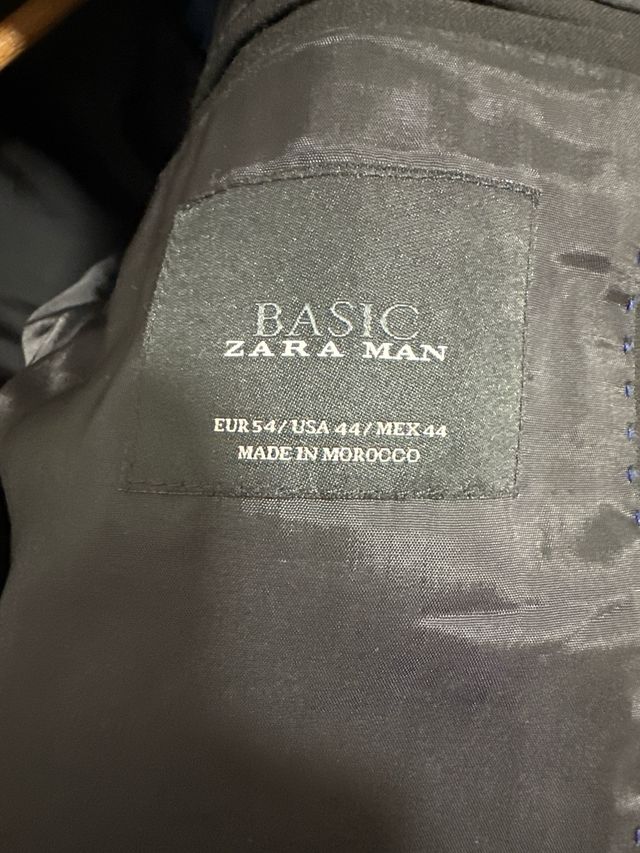 BASIC
ZARA MAN
EUR 54/ USA 44/ MEX 44
MADE IN MOROCCO